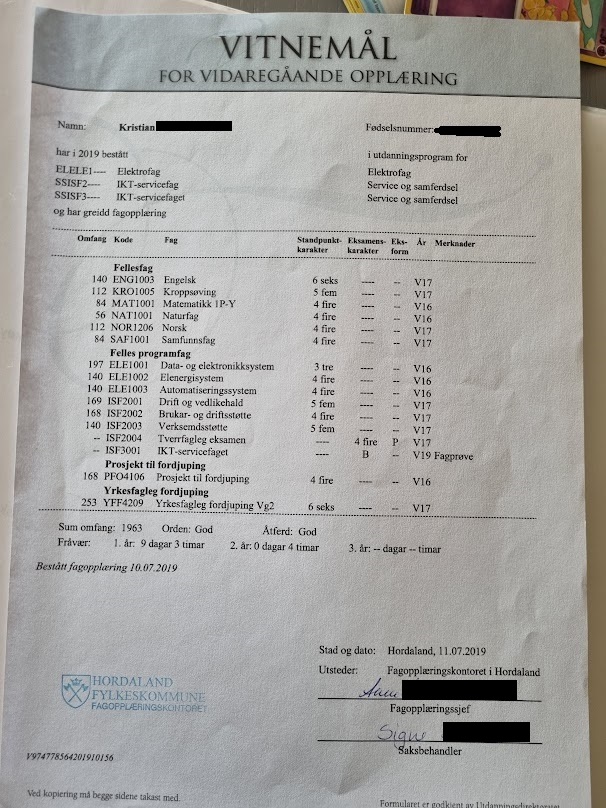 VITNEMÅL
FOR VIDAREGÅANDE OPPLÆRING
Namn: Kristian Fødselsnummer:
har i 2019 bestått i utdanningsprogram for
ELELE1---- Elektrofag Elektrofag
SSISF2---- IKT-servicefag Service og samferdsel
SSISF3---- IKT-servicefaget Service og samferdsel
og har greidd fagopplæring
Omfang Kode Fag Standpunkt-karakter Eksamens-karakter Eks-form År Merknader
Fellesfag
140 ENG1003 Engelsk 6 seks ---- -- V17
112 KRO1005 Kroppsøving 5 fem ---- -- V17
84 MAT1001 Matematikk 1P-Y 4 fire ---- -- V16
56 NAT1001 Naturfag 4 fire ---- -- V16
112 NOR1206 Norsk 4 fire ---- -- V17
84 SAF1001 Samfunnsfag 4 fire ---- -- V17
Felles programfag
197 ELE1001 Data- og elektronikksystem 3 tre ---- -- V16
140 ELE1002 Elenergisystem 4 fire ---- -- V16
140 ELE1003 Automatiseringssystem 4 fire ---- -- V16
169 ISF2001 Drift og vedlikehald 5 fem ---- -- V17
168 ISF2002 Brukar- og driftsstøtte 4 fire ---- -- V17
140 ISF2003 Verksemdsstøtte 5 fem ---- -- V17
-- ISF2004 Tverrfagleg eksamen ---- 4 fire P V17
-- ISF3001 IKT-servicefaget B -- V19 Fagprøve
Prosjekt til fordjuping
168 PFO4106 Prosjekt til fordjuping 4 fire ---- -- V16
Yrkesfagleg fordjuping
253 YFF4209 Yrkesfagleg fordjuping Vg2 6 seks ---- -- V17
Sum omfang: 1963 Orden: God Åtferd: God
Fråvær: 1. år: 9 dagar 3 timar 2. år: 0 dagar 4 timar 3. år: -- dagar -- timar
Bestått fagopplæring 10.07.2019
Stad og dato: Hordaland, 11.07.2019
Utsteder: Fagopplæringskontoret i Hordaland
Fagopplæringssjef
Signe
Saksbehandler
HORDALAND
FYLKESKOMMUNE
FAGOPPLÆRINGSKONTORET
V974778564201910156
Ved kopiering må begge sidene takast med.
Formularet er godkjent av Utdanningsdirektoratet